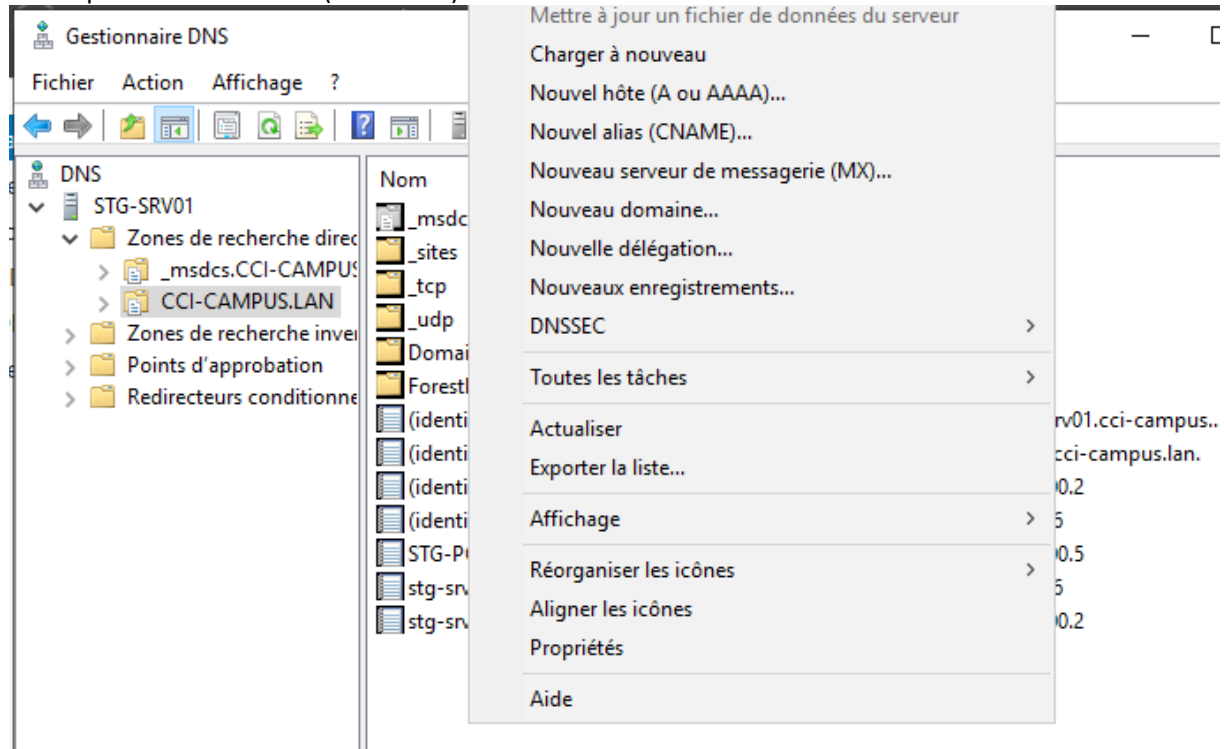 Gestionnaire DNS
Fichier Action Affichage ?
DNS
STG-SRV01
Zones de recherche direc
_msdcs.CCI-CAMPUS
CCI-CAMPUS.LAN
Zones de recherche inver
Points d'approbation
Redirecteurs conditionne
Nom
_msdc
_sites
_tcp
_udp
Domai
Forest
(identi
(identi
(identi
(identi
STG-P
stg-srv
stg-srv
Mettre à jour un fichier de données du serveur
Charger à nouveau
Nouvel hôte (A ou AAAA)...
Nouvel alias (CNAME)...
Nouveau serveur de messagerie (MX)...
Nouveau domaine...
Nouvelle délégation...
Nouveaux enregistrements...
DNSSEC
Toutes les tâches
Actualiser
Exporter la liste...
Affichage
Réorganiser les icônes
Aligner les icônes
Propriétés
Aide
rv01.cci-campus...
cci-campus.lan.
0.2
6
0.5
6
0.2